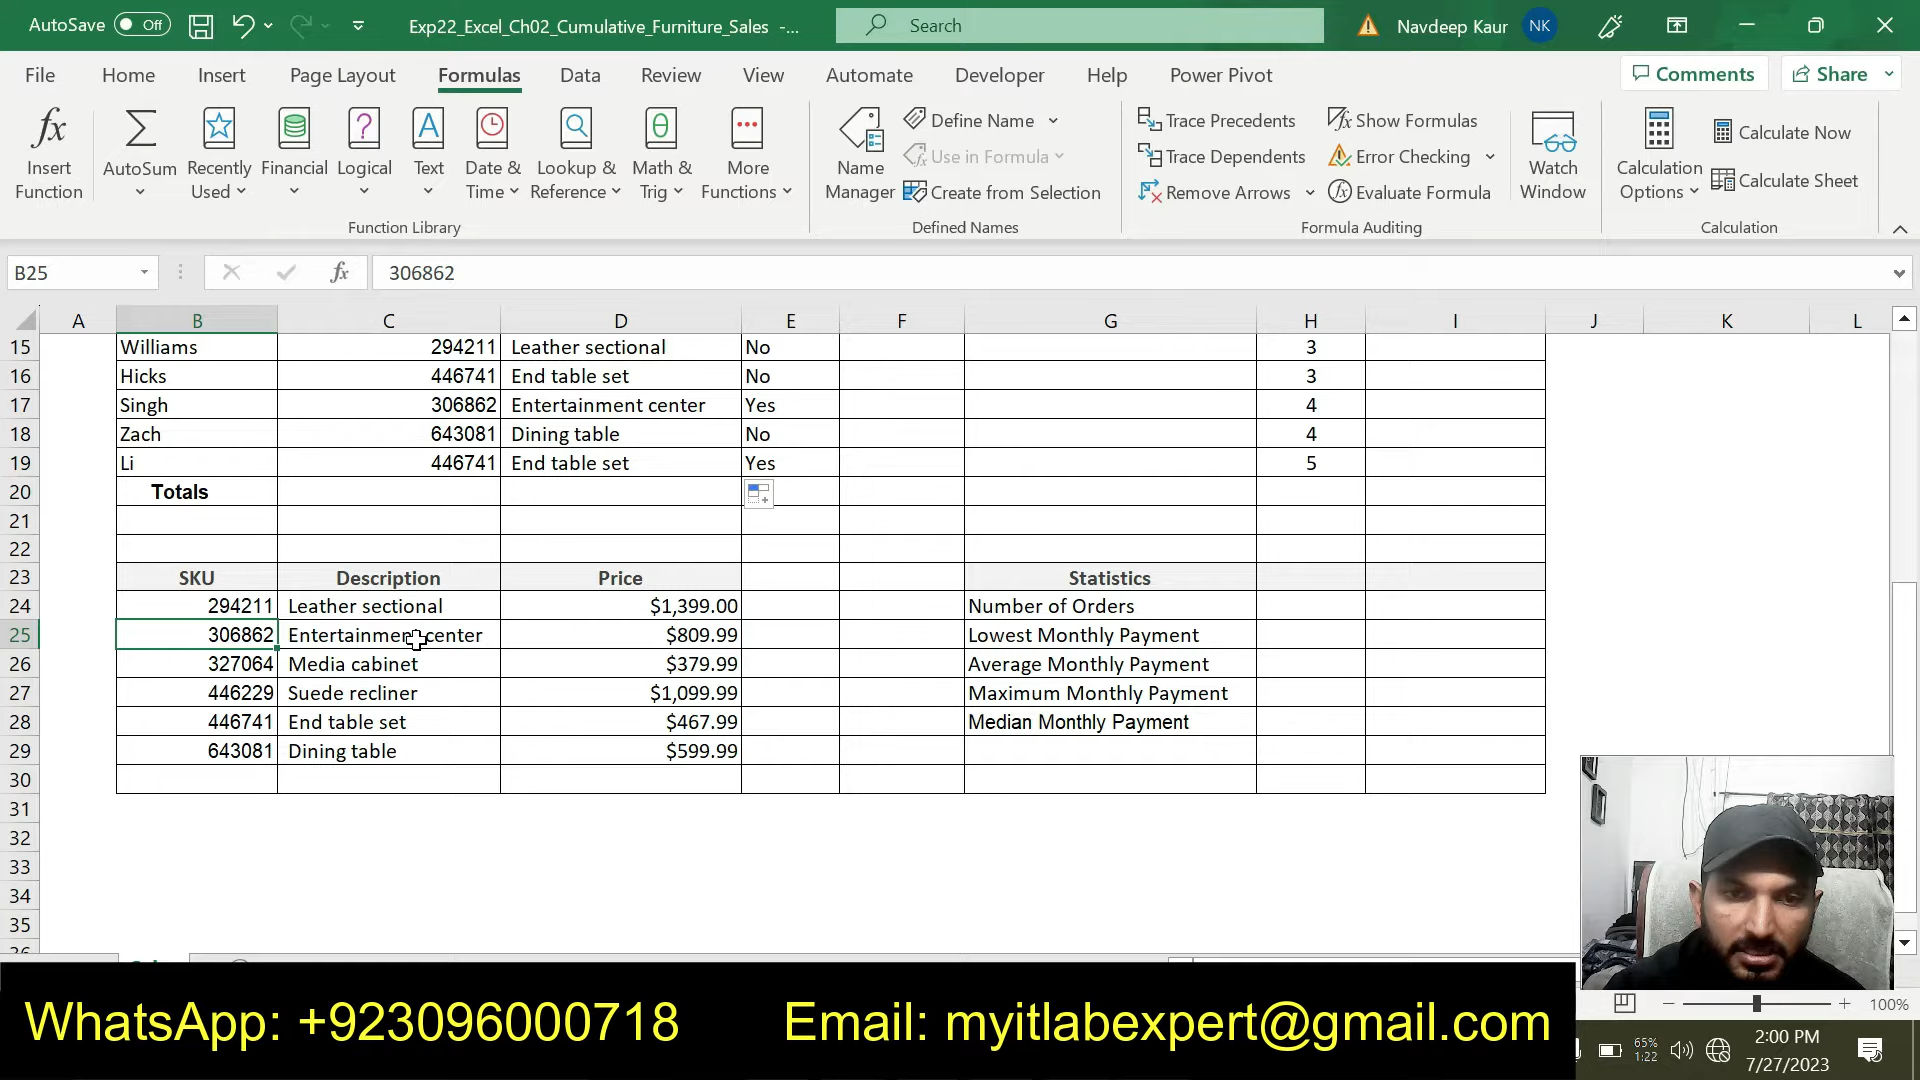 AutoSave Off Exp22_Excel_Ch02_Cumulative_Furniture_Sales -... Search Navdeep Kaur NK
File Home Insert Page Layout Formulas Data Review View Automate Developer Help Power Pivot Comments Share
Insert Function AutoSum Recently Used Financial Logical Text Date & Time Lookup & Reference Math & Trig More Functions
Function Library
Name Manager
Define Name
Use in Formula
Create from Selection
Defined Names
Trace Precedents Show Formulas
Trace Dependents Error Checking
Remove Arrows Evaluate Formula
Formula Auditing
Watch Window
Calculation Options
Calculate Now
Calculate Sheet
Calculation
B25 fx 306862
A B C D E F G H I J K L
15 Williams 294211 Leather sectional No 3
16 Hicks 446741 End table set No 3
17 Singh 306862 Entertainment center Yes 4
18 Zach 643081 Dining table No 4
19 Li 446741 End table set Yes 5
20 Totals
21
22
23 SKU Description Price Statistics
24 294211 Leather sectional $1,399.00 Number of Orders
25 306862 Entertainment center $809.99 Lowest Monthly Payment
26 327064 Media cabinet $379.99 Average Monthly Payment
27 446229 Suede recliner $1,099.99 Maximum Monthly Payment
28 446741 End table set $467.99 Median Monthly Payment
29 643081 Dining table $599.99
30
31
32
33
34
35
100%
WhatsApp: +923096000718 Email: myitlabexpert@gmail.com
65%
1:22
2:00 PM
7/27/2023